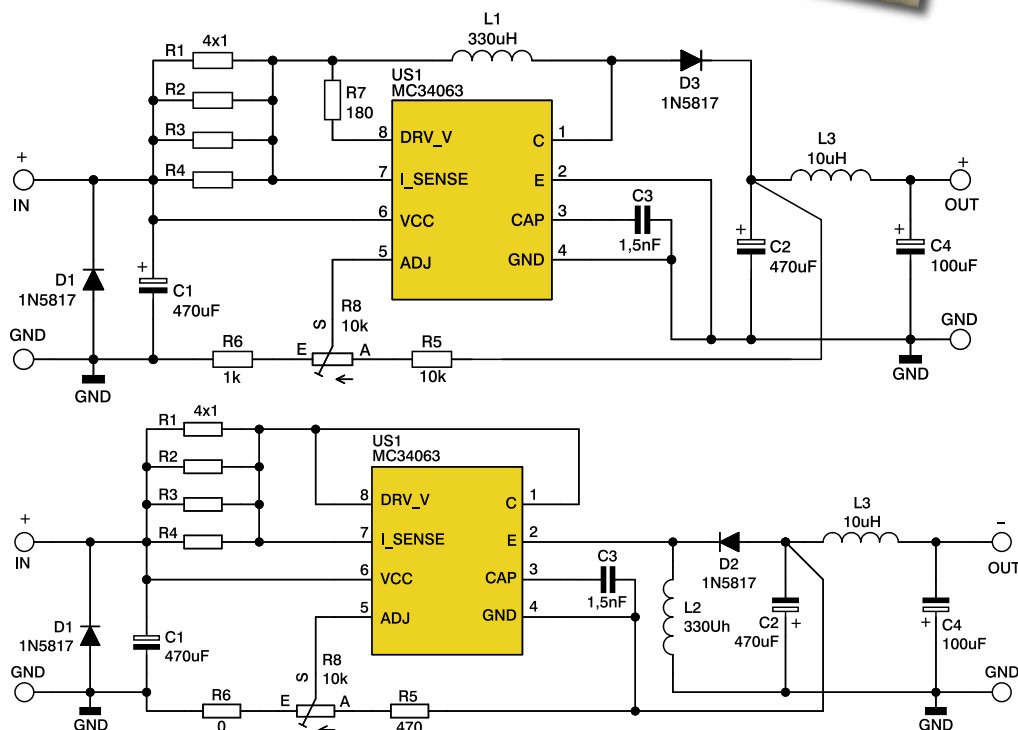 L1
330uH
R1
4x1
R2
R3
R4
R7
180
US1
MC34063
8
DRV_V
7
I_SENSE
6
VCC
5
ADJ
C
1
E
2
CAP
3
GND
4
C3
1,5nF
D3
1N5817
L3
10uH
+
OUT
+
IN
D1
1N5817
+
C1
470uF
+
C2
470uF
+
C4
100uF
GND
GND
R6
1k
E
S
R8
10k
A
R5
10k
GND
GND
R1
4x1
R2
R3
R4
US1
MC34063
8
DRV_V
7
I_SENSE
6
VCC
5
ADJ
C
1
E
2
CAP
3
GND
4
C3
1,5nF
D2
1N5817
L3
10uH
-
OUT
+
IN
D1
1N5817
C1
470uF
L2
330Uh
C2
470uF
+
C4
100uF
+
GND
GND
R6
0
E
S
R8
10k
A
R5
470
GND
GND